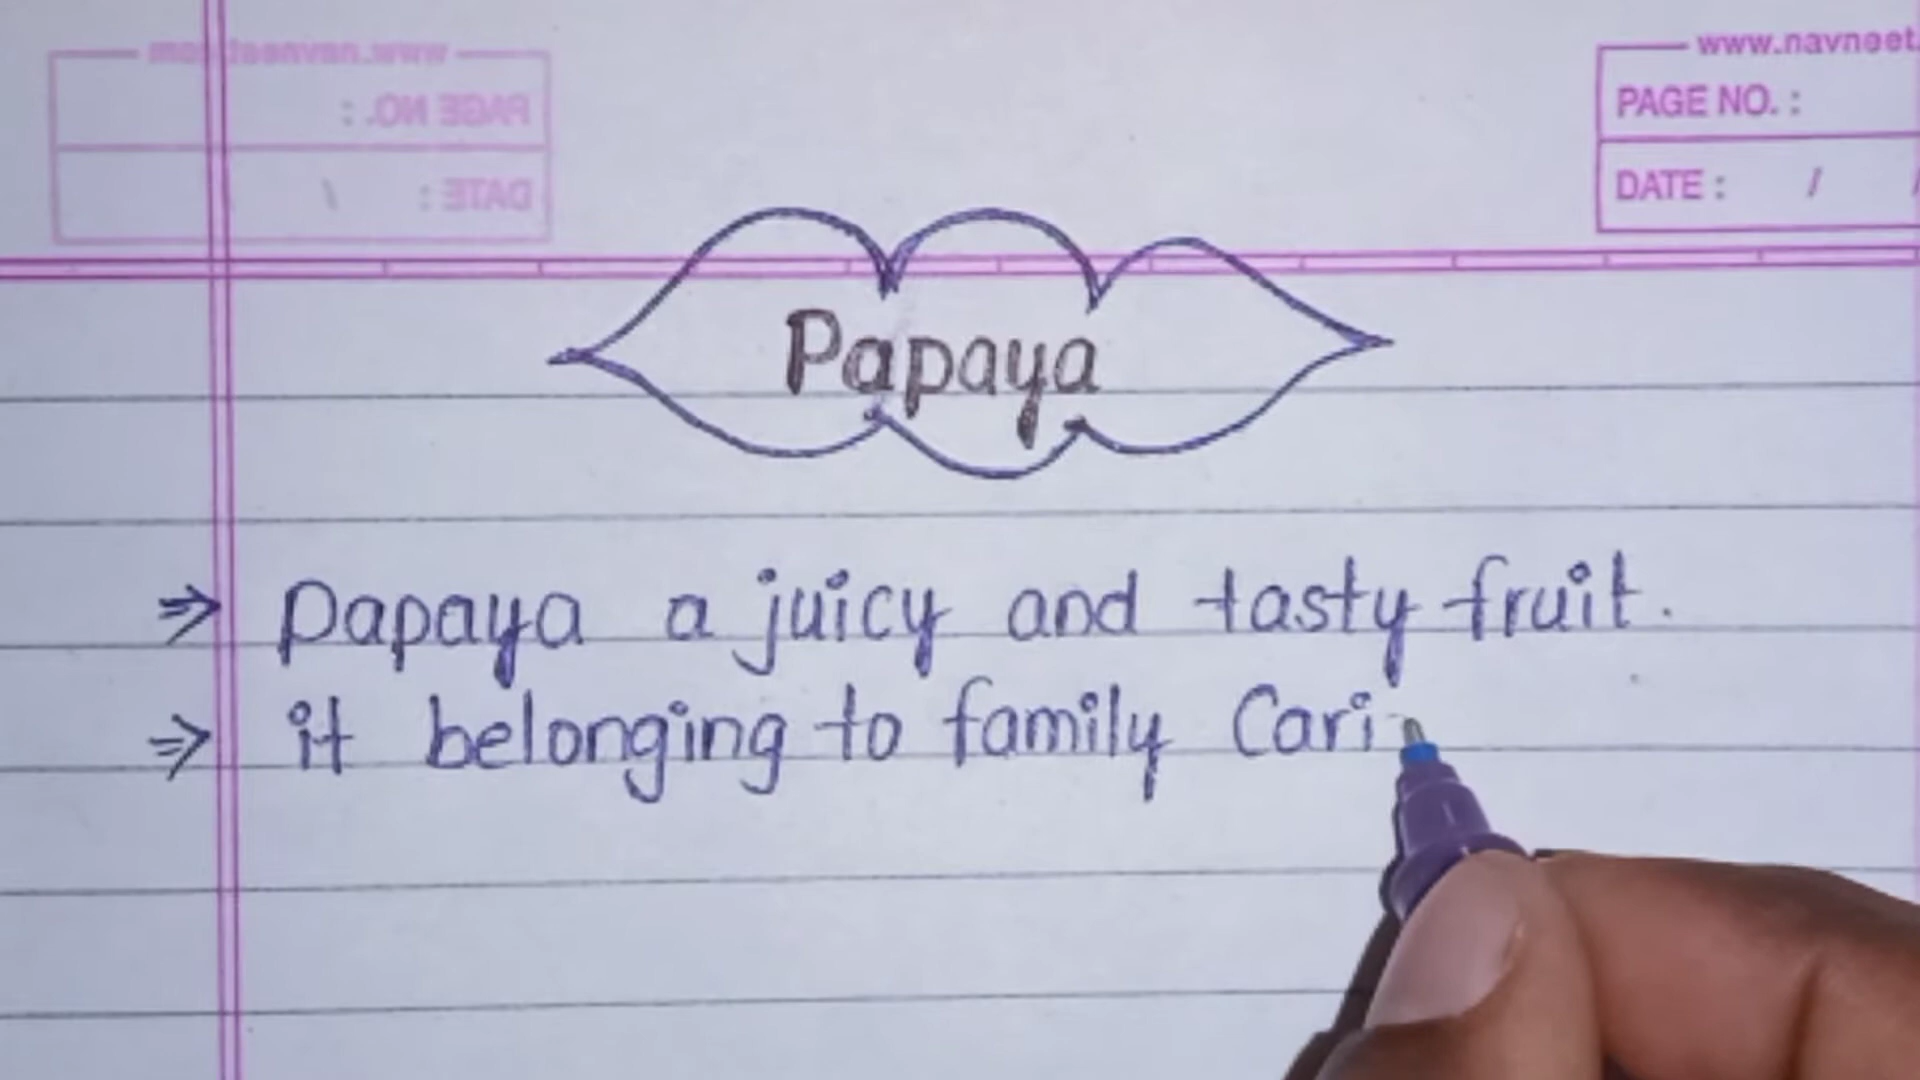 www.navneet.
PAGE NO. :
DATE : / /
Papaya
⇒ Papaya a juicy and tasty fruit.
⇒ it belonging to family Cari